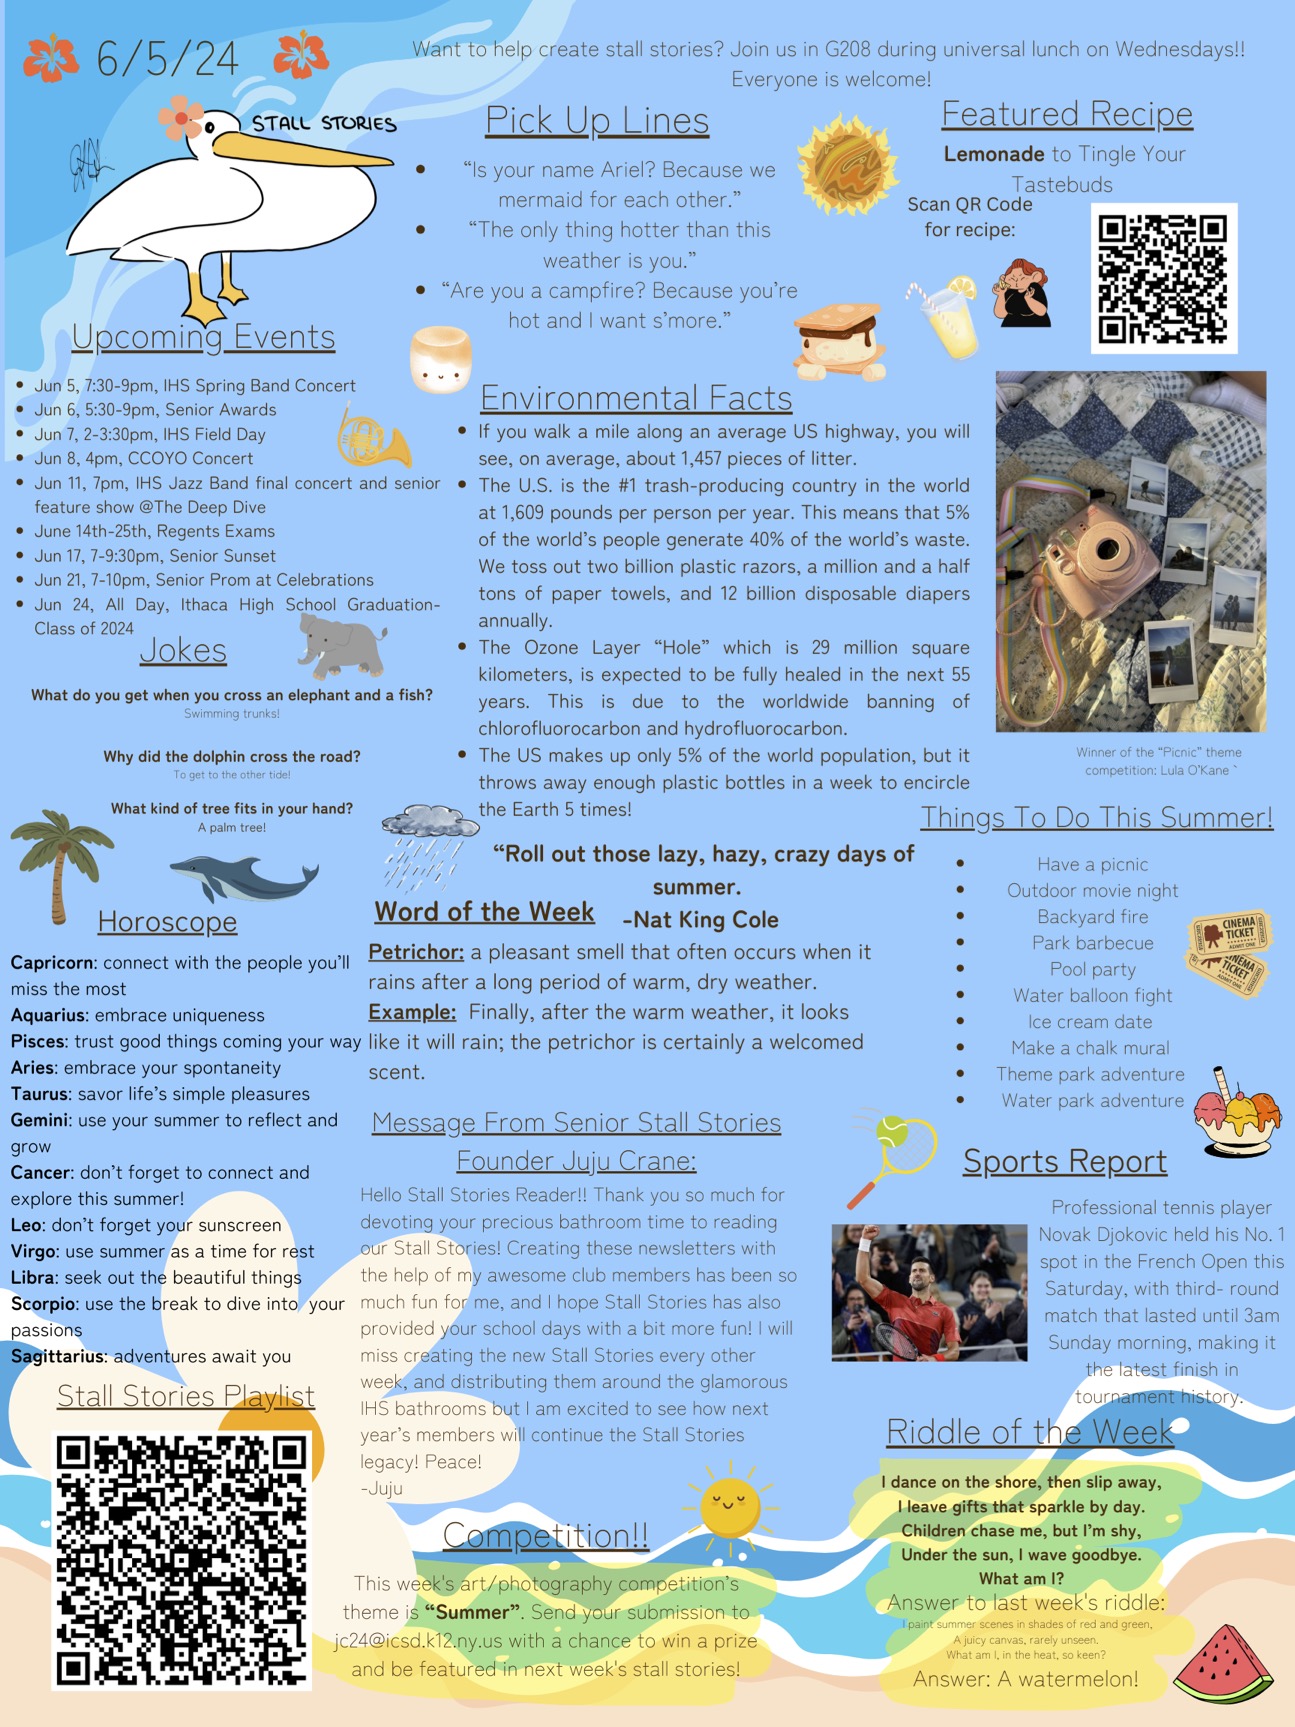 6/5/24
Want to help create stall stories? Join us in G208 during universal lunch on Wednesdays!!
Everyone is welcome!
STALL STORIES
Upcoming Events
Jun 5, 7:30-9pm, IHS Spring Band Concert
Jun 6, 5:30-9pm, Senior Awards
Jun 7, 2-3:30pm, IHS Field Day
Jun 8, 4pm, CCOYO Concert
Jun 11, 7pm, IHS Jazz Band final concert and senior
feature show @The Deep Dive
June 14th-25th, Regents Exams
Jun 17, 7-9:30pm, Senior Sunset
Jun 21, 7-10pm, Senior Prom at Celebrations
Jun 24, All Day, Ithaca High School Graduation-
Class of 2024
Jokes
What do you get when you cross an elephant and a fish?
Swimming trunks!
Why did the dolphin cross the road?
To get to the other tide!
What kind of tree fits in your hand?
A palm tree!
Horoscope
Capricorn: connect with the people you'll
miss the most
Aquarius: embrace uniqueness
Pisces: trust good things coming your way
Aries: embrace your spontaneity
Taurus: savor life's simple pleasures
Gemini: use your summer to reflect and
grow
Cancer: don't forget to connect and
explore this summer!
Leo: don't forget your sunscreen
Virgo: use summer as a time for rest
Libra: seek out the beautiful things
Scorpio: use the break to dive into your
passions
Sagittarius: adventures await you
Stall Stories Playlist
Pick Up Lines
"Is your name Ariel? Because we
mermaid for each other."
"The only thing hotter than this
weather is you."
"Are you a campfire? Because you're
hot and I want s'more."
Environmental Facts
If you walk a mile along an average US highway, you will
see, on average, about 1,457 pieces of litter.
The U.S. is the #1 trash-producing country in the world
at 1,609 pounds per person per year. This means that 5%
of the world's people generate 40% of the world's waste.
We toss out two billion plastic razors, a million and a half
tons of paper towels, and 12 billion disposable diapers
annually.
The Ozone Layer "Hole" which is 29 million square
kilometers, is expected to be fully healed in the next 55
years. This is due to the worldwide banning of
chlorofluorocarbon and hydrofluorocarbon.
The US makes up only 5% of the world population, but it
throws away enough plastic bottles in a week to encircle
the Earth 5 times!
"Roll out those lazy, hazy, crazy days of
summer.
-Nat King Cole
Word of the Week
Petrichor: a pleasant smell that often occurs when it
rains after a long period of warm, dry weather.
Example: Finally, after the warm weather, it looks
like it will rain; the petrichor is certainly a welcomed
scent.
Message From Senior Stall Stories
Founder Juju Crane:
Hello Stall Stories Reader!! Thank you so much for
devoting your precious bathroom time to reading
our Stall Stories! Creating these newsletters with
the help of my awesome club members has been so
much fun for me, and I hope Stall Stories has also
provided your school days with a bit more fun! I will
miss creating the new Stall Stories every other
week, and distributing them around the glamorous
IHS bathrooms but I am excited to see how next
year's members will continue the Stall Stories
legacy! Peace!
-Juju
Competition!!
This week's art/photography competition's
theme is "Summer". Send your submission to
jc24@icsd.k12.ny.us with a chance to win a prize
and be featured in next week's stall stories!
Featured Recipe
Lemonade to Tingle Your
Tastebuds
Scan QR Code
for recipe:
Winner of the "Picnic" theme
competition: Lula O'Kane `
Things To Do This Summer!
Have a picnic
Outdoor movie night
Backyard fire
Park barbecue
Pool party
Water balloon fight
Ice cream date
Make a chalk mural
Theme park adventure
Water park adventure
CINEMA
TICKET
ADMIT ONE
CINEMA
TICKET
ADMIT ONE
Sports Report
Professional tennis player
Novak Djokovic held his No. 1
spot in the French Open this
Saturday, with third- round
match that lasted until 3am
Sunday morning, making it
the latest finish in
tournament history.
Riddle of the Week
I dance on the shore, then slip away,
I leave gifts that sparkle by day.
Children chase me, but I'm shy,
Under the sun, I wave goodbye.
What am I?
Answer to last week's riddle:
I paint summer scenes in shades of red and green,
A juicy canvas, rarely unseen.
What am I, in the heat, so keen?
Answer: A watermelon!